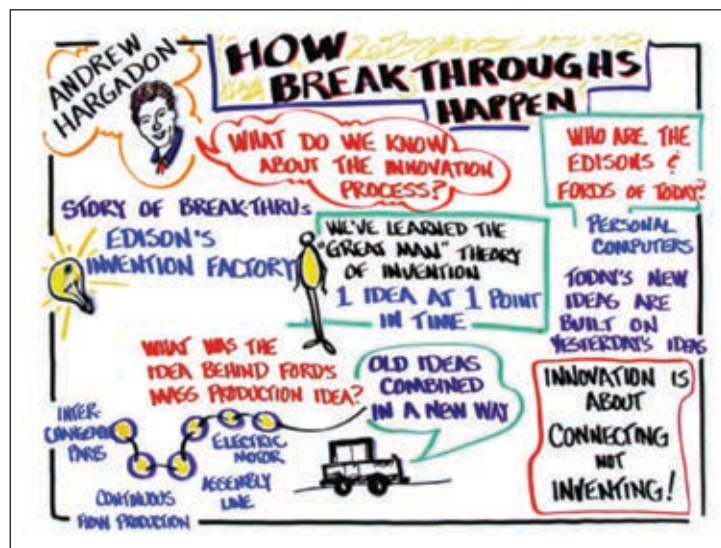 ANDREW
HARGADON
HOW
BREAKTHROUGHS
HAPPEN
WHAT DO WE KNOW
ABOUT THE INNOVATION
PROCESS?
WHO ARE THE
EDISONS &
FORDS OF TODAY?
PERSONAL
COMPUTERS
TODAY'S NEW
IDEAS ARE
BUILT ON
YESTERDAY'S IDEAS
STORY OF BREAK-THRUS
EDISON'S
INVENTION FACTORY
WE'VE LEARNED THE
"GREAT MAN" THEORY
OF INVENTION
1 IDEA AT 1 POINT
IN TIME
WHAT WAS THE
IDEA BEHIND FORD'S
MASS PRODUCTION IDEA?
OLD IDEAS
COMBINED
IN A NEW WAY
INTER-
PARTS
ELECTRIC
MOTOR
ASSEMBLY
LINE
CONTINUOUS
FLOW PRODUCTION
INNOVATION IS
ABOUT
CONNECTING
NOT
INVENTING!